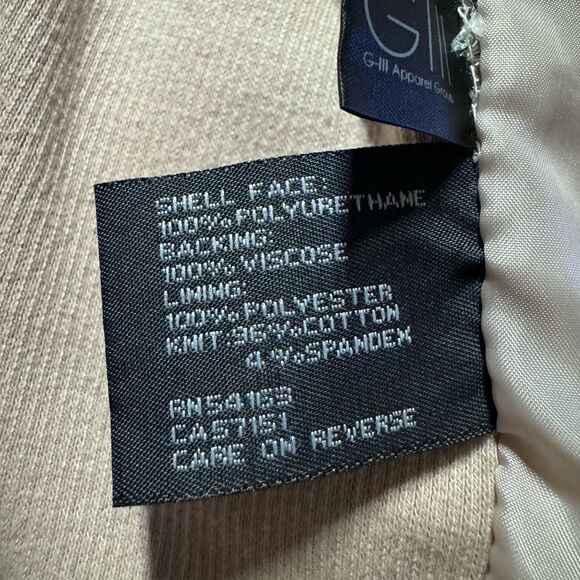 GIII
G-III Apparel Group
SHELL FACE:
100% POLYURETHANE
BACKING:
100% VISCOSE
LINING:
100% POLYESTER
KNIT: 96% COTTON
4 % SPANDEX
RN54163
CA57151
CARE ON REVERSE